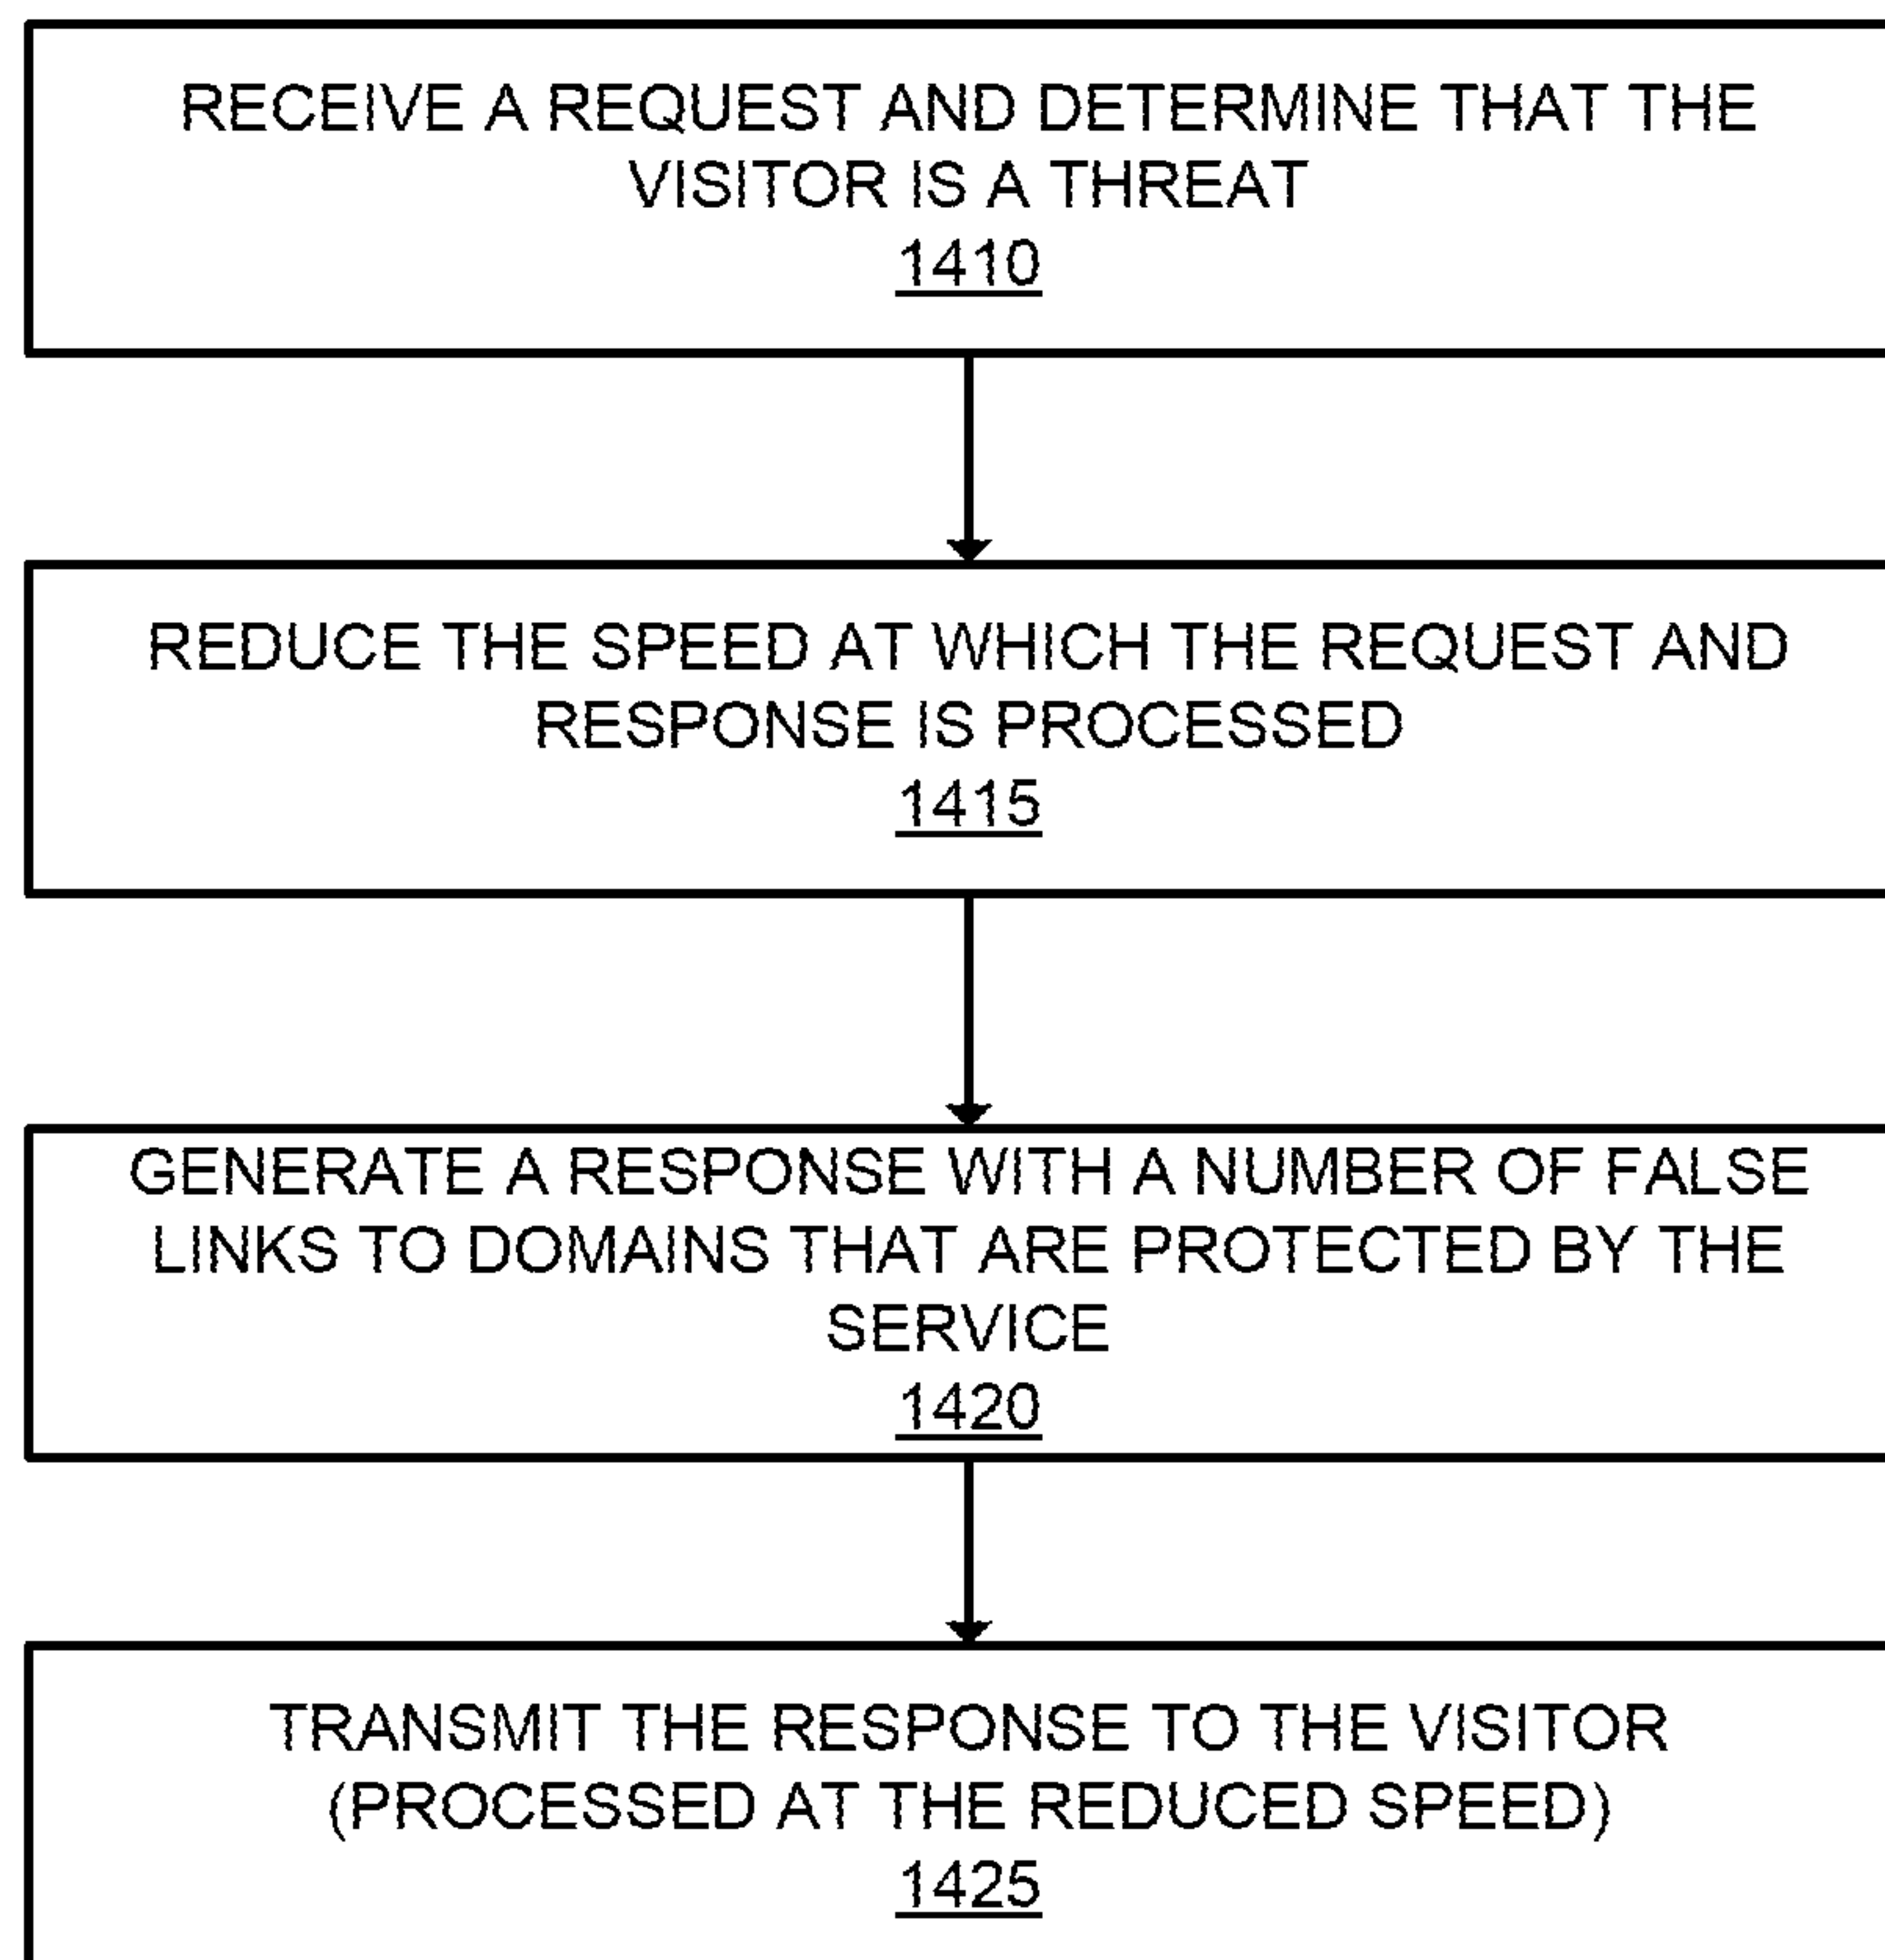 RECEIVE A REQUEST AND DETERMINE THAT THE
VISITOR IS A THREAT
1410
REDUCE THE SPEED AT WHICH THE REQUEST AND
RESPONSE IS PROCESSED
1415
GENERATE A RESPONSE WITH A NUMBER OF FALSE
LINKS TO DOMAINS THAT ARE PROTECTED BY THE
SERVICE
1420
TRANSMIT THE RESPONSE TO THE VISITOR
(PROCESSED AT THE REDUCED SPEED)
1425